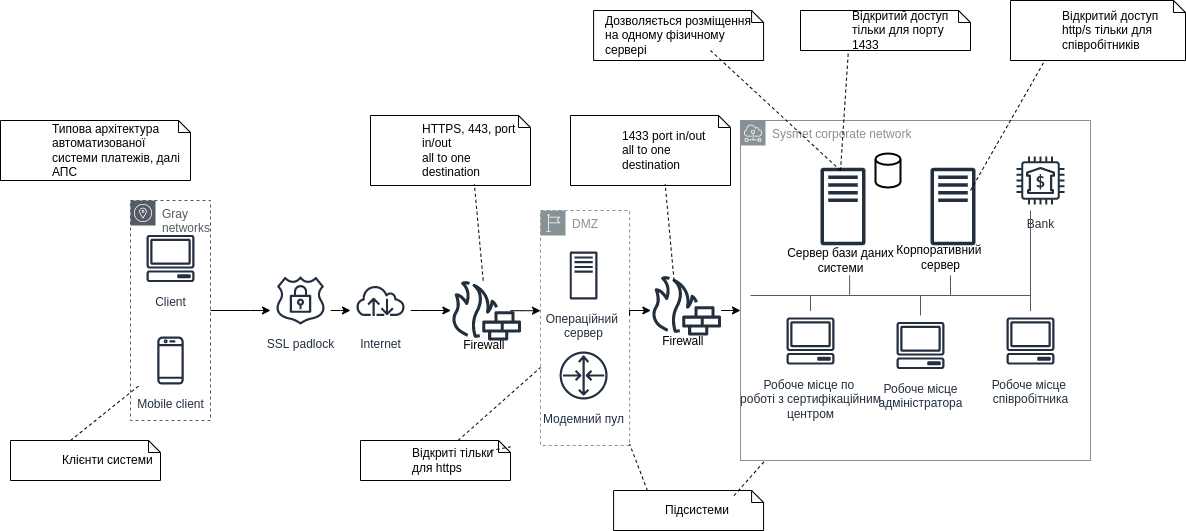 Дозволяється розміщення
на одному фізичному
сервері
Відкритий доступ
тільки для порту
1433
Відкритий доступ
http/s тільки для
співробітників
Типова архітектура
автоматизованої
системи платежів, далі
АПС
HTTPS, 443, port
in/out
all to one
destination
1433 port in/out
all to one
destination
Sysmet corporate network
Gray
networks
DMZ
Client
Mobile client
SSL padlock
Internet
Firewall
Операційний
сервер
Модемний пул
Firewall
Сервер бази даних
системи
Корпоративний
сервер
Bank
Робоче місце по
роботі з сертифікаційним
центром
Робоче місце
адміністратора
Робоче місце
співробітника
Клієнти системи
Відкриті тільки
для https
Підсистеми